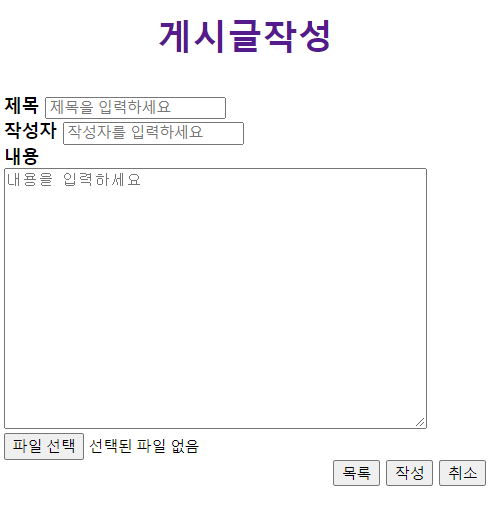 게시글작성
제목 제목을 입력하세요
작성자 작성자를 입력하세요
내용
내용을 입력하세요
파일 선택 선택된 파일 없음
목록 작성 취소